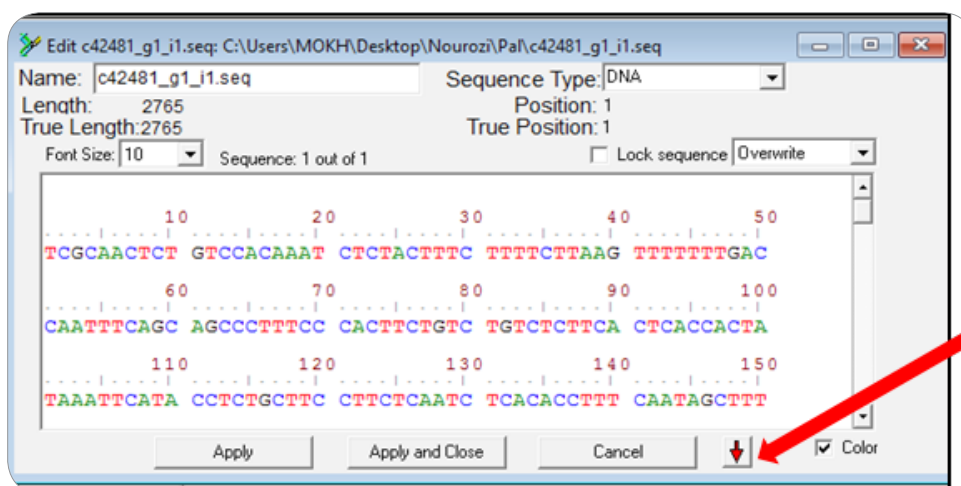 Edit c42481_g1_i1.seq: C:\Users\MOKH\Desktop\Nourozi\Pal\c42481_g1_i1.seq
Name: c42481_g1_i1.seq Sequence Type: DNA
Length: 2765 Position: 1
True Length:2765 True Position: 1
Font Size: 10 Sequence: 1 out of 1 Lock sequence Overwrite
10 20 30 40 50
TCGCAACTCT GTCCACAAAT CTCTACTTTC TTTTCTTAAG TTTTTTTGAC
60 70 80 90 100
CAATTTCAGC AGCCCTTTCC CACTTCTGTC TGTCTCTTCA CTCACCACTA
110 120 130 140 150
TAAATTCATA CCTCTGCTTC CTTCTCAATC TCACACCTTT CAATAGCTTT
Apply Apply and Close Cancel Color